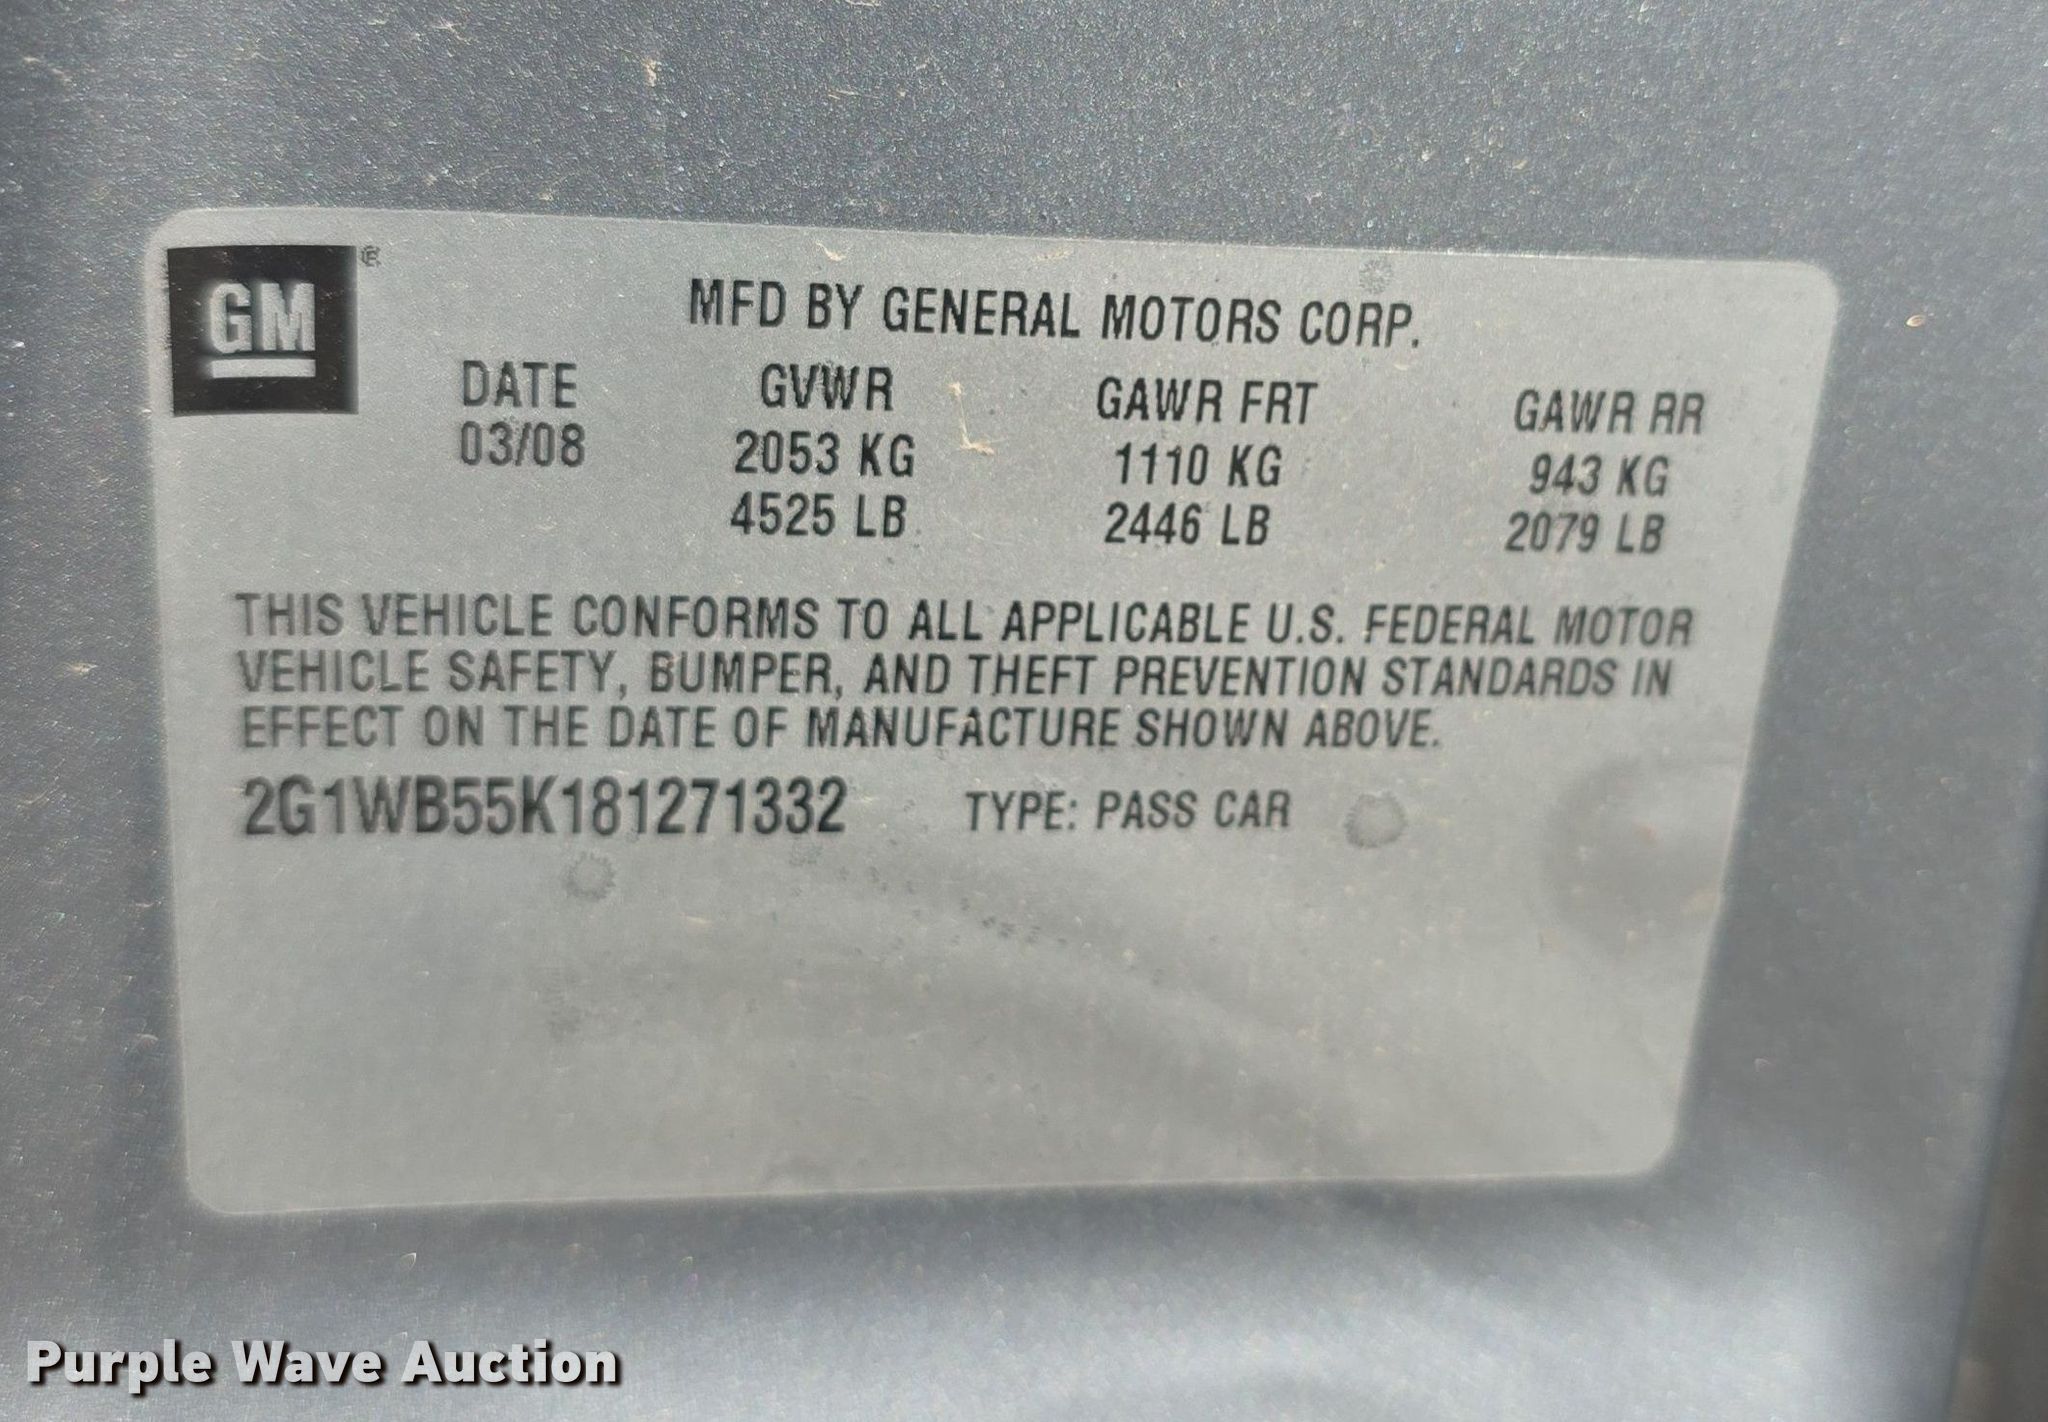 GM ®
MFD BY GENERAL MOTORS CORP.
DATE GVWR GAWR FRT GAWR RR
03/08 2053 KG 1110 KG 943 KG
4525 LB 2446 LB 2079 LB
THIS VEHICLE CONFORMS TO ALL APPLICABLE U.S. FEDERAL MOTOR
VEHICLE SAFETY, BUMPER, AND THEFT PREVENTION STANDARDS IN
EFFECT ON THE DATE OF MANUFACTURE SHOWN ABOVE.
2G1WB55K181271332 TYPE: PASS CAR
Purple Wave Auction